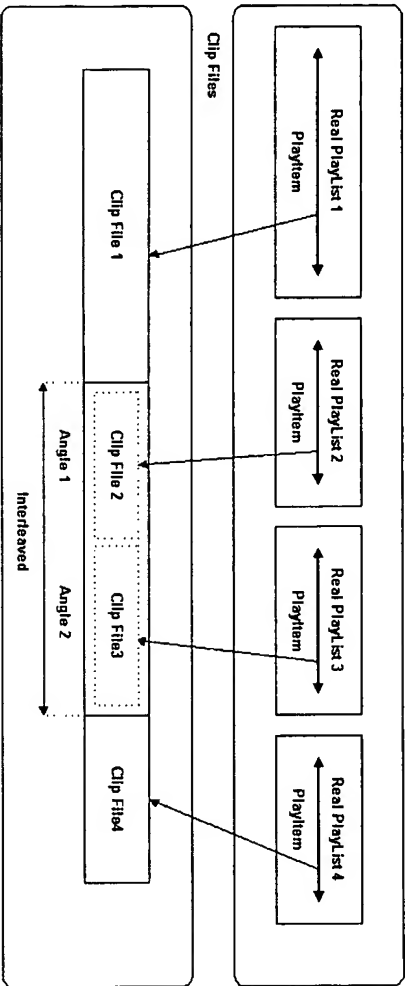 Real PlayList 1
PlayItem
Real PlayList 2
PlayItem
Real PlayList 3
PlayItem
Real PlayList 4
PlayItem
Clip Files
Clip File 1
Clip File 2
Clip File3
Clip File4
Angle 1
Angle 2
Interleaved